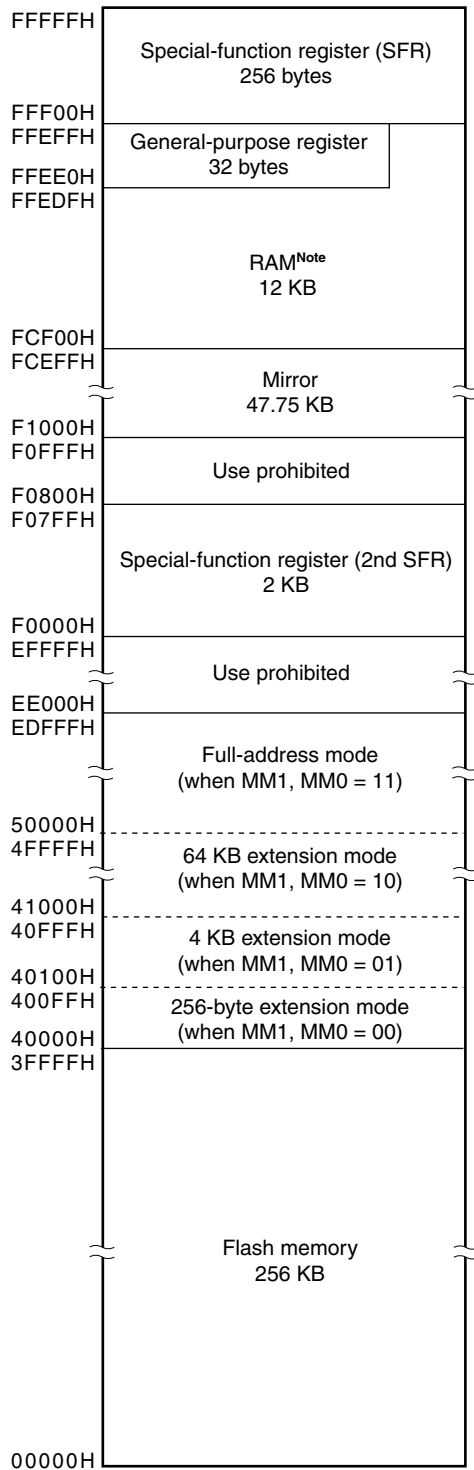 FFFFFH
Special-function register (SFR)
256 bytes
FFF00H
FFEFFH
General-purpose register
32 bytes
FFEE0H
FFEDFH
RAMNote
12 KB
FCF00H
FCEFFH
Mirror
47.75 KB
F1000H
F0FFFH
Use prohibited
F0800H
F07FFH
Special-function register (2nd SFR)
2 KB
F0000H
EFFFFH
Use prohibited
EE000H
EDFFFH
Full-address mode
(when MM1, MM0 = 11)
50000H
4FFFFH
64 KB extension mode
(when MM1, MM0 = 10)
41000H
40FFFH
4 KB extension mode
(when MM1, MM0 = 01)
40100H
400FFH
256-byte extension mode
(when MM1, MM0 = 00)
40000H
3FFFFH
Flash memory
256 KB
00000H